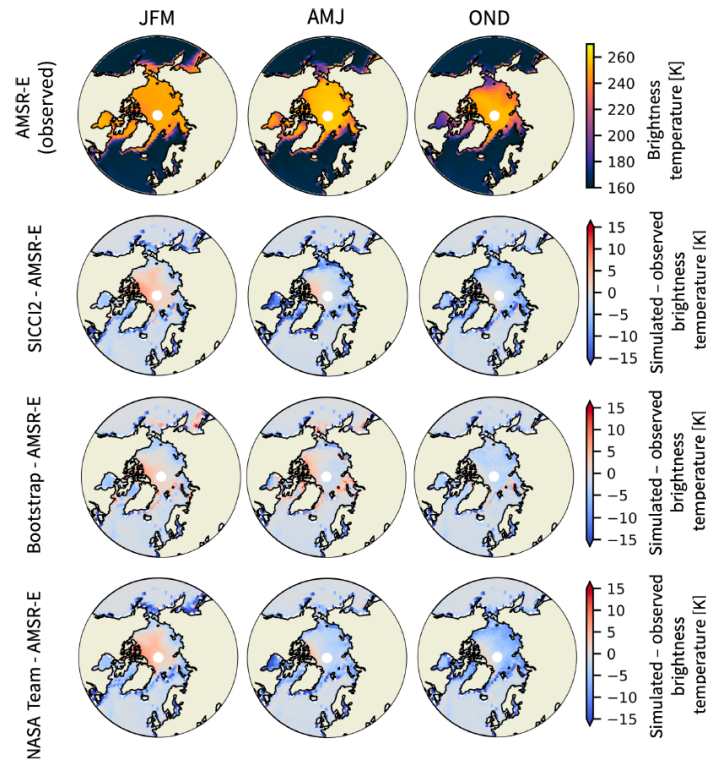 JFM AMJ OND
AMSR-E
(observed)
260
240
220
200
180
160
Brightness
temperature [K]
SICCI2 - AMSR-E
15
10
5
0
−5
−10
−15
Simulated – observed
brightness
temperature [K]
Bootstrap - AMSR-E
15
10
5
0
−5
−10
−15
Simulated – observed
brightness
temperature [K]
NASA Team - AMSR-E
15
10
5
0
−5
−10
−15
Simulated – observed
brightness
temperature [K]